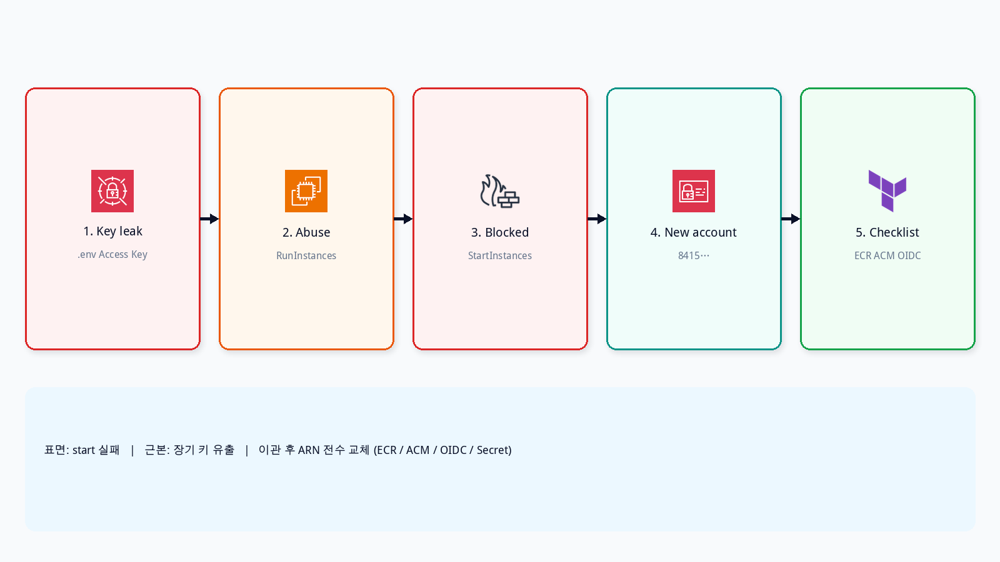 1. Key leak
.env Access Key
2. Abuse
RunInstances
3. Blocked
StartInstances
4. New account
8415⋯
5. Checklist
ECR ACM OIDC
표면: start 실패 | 근본: 장기 키 유출 | 이관 후 ARN 전수 교체 (ECR / ACM / OIDC / Secret)